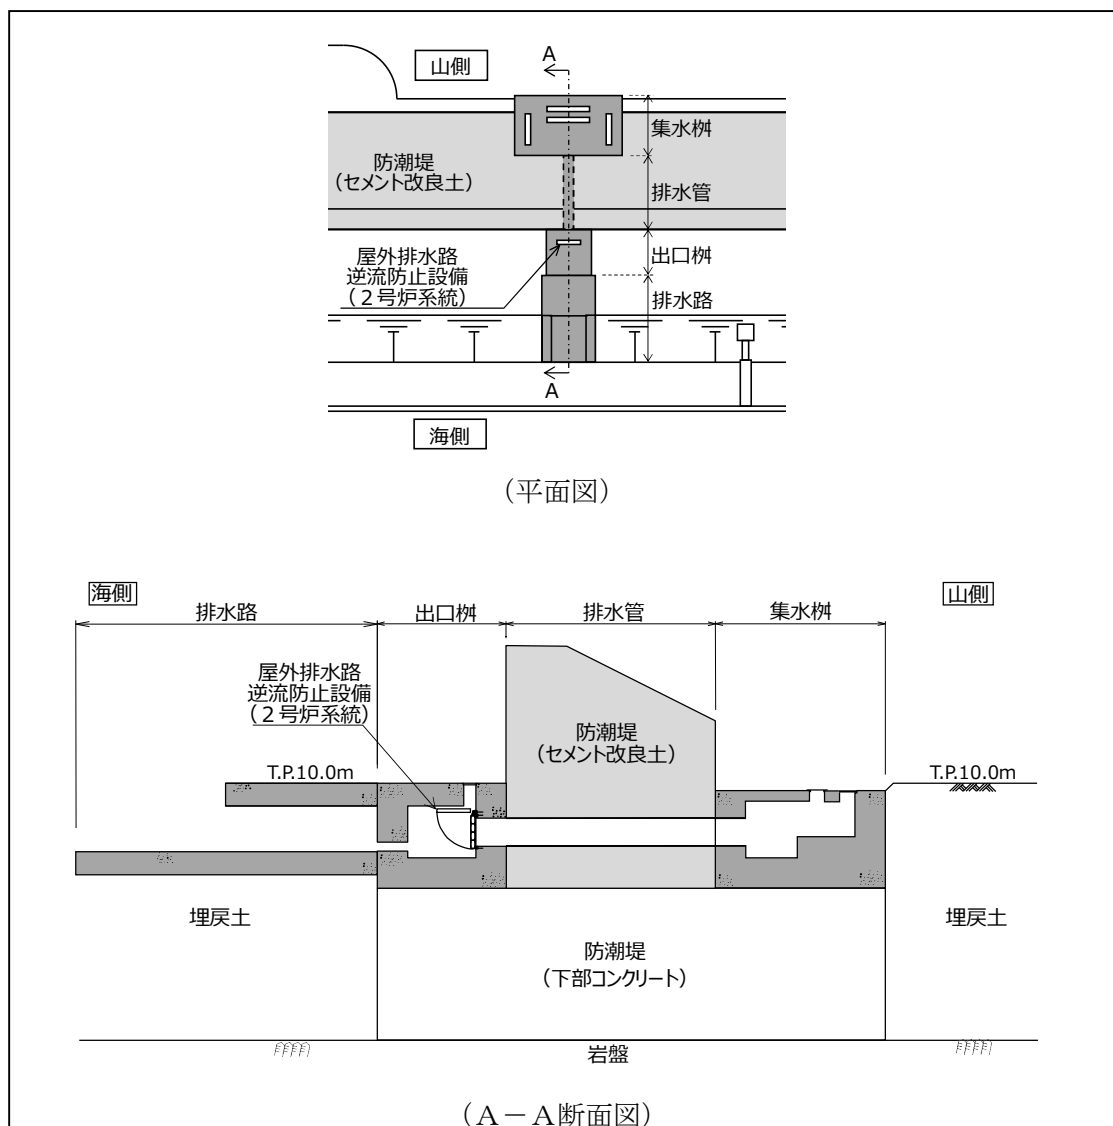 A
山側
集水桝
防潮堤
（セメント改良土）
排水管
屋外排水路
逆流防止設備
（２号炉系統）
出口桝
排水路
A
海側
（平面図）
海側
山側
排水路
出口桝
排水管
集水桝
屋外排水路
逆流防止設備
（２号炉系統）
防潮堤
（セメント改良土）
T.P.10.0m
T.P.10.0m
埋戻土
埋戻土
防潮堤
（下部コンクリート）
岩盤
（Ａ－Ａ断面図）